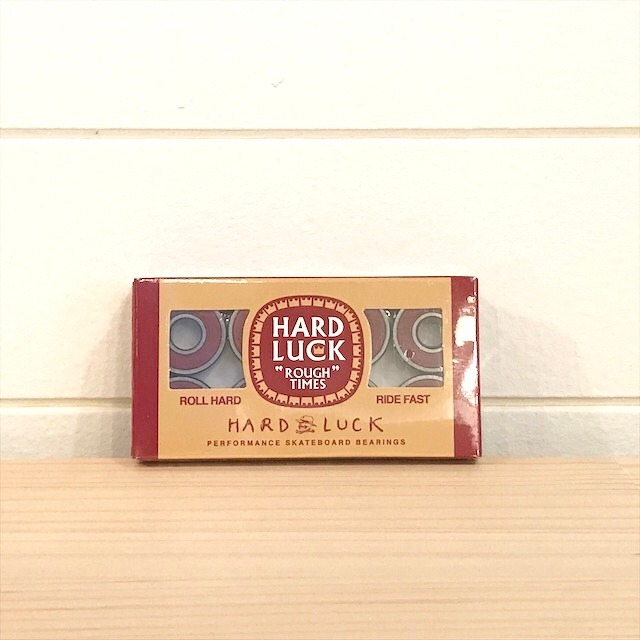 HARD
LUCK
"ROUGH"
TIMES
ROLL HARD
RIDE FAST
HARD LUCK
PERFORMANCE SKATEBOARD BEARINGS